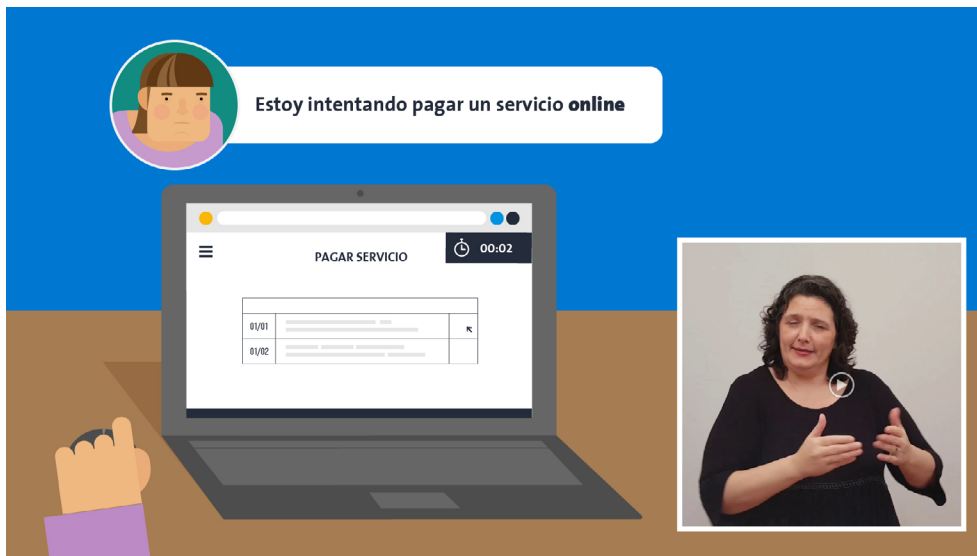 Estoy intentando pagar un servicio online
00:02
PAGAR SERVICIO
01/01
01/02